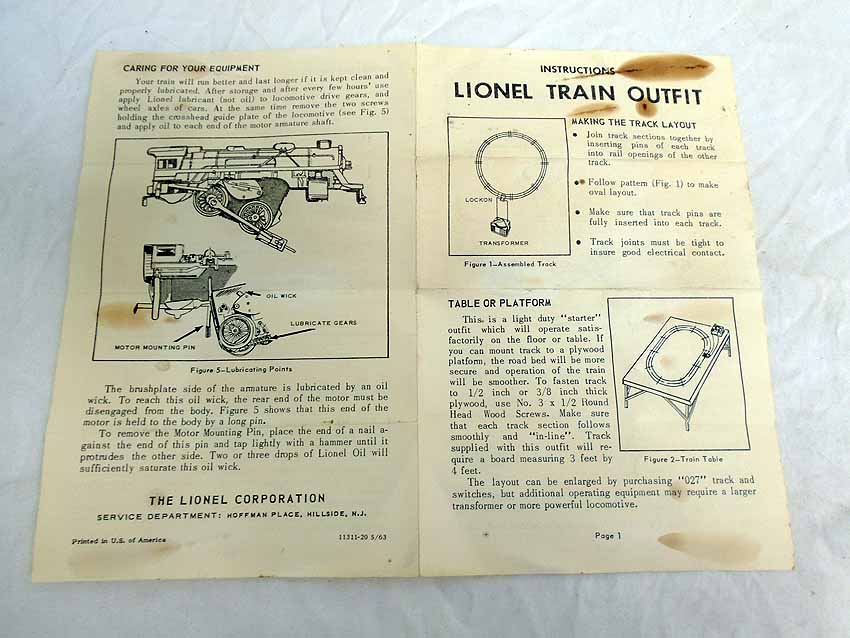 CARING FOR YOUR EQUIPMENT
Your train will run better and last longer if it is kept clean and
properly lubricated. After storage and after every few hours' use
apply Lionel lubricant (not oil) to locomotive drive gears, and
wheel axles of cars. At the same time remove the two screws
holding the crosshead guide plate of the locomotive (see Fig. 5)
and apply oil to each end of the motor armature shaft.
OIL WICK
LUBRICATE GEARS
MOTOR MOUNTING PIN
Figure 5—Lubricating Points
The brushplate side of the armature is lubricated by an oil
wick. To reach this oil wick, the rear end of the motor must be
disengaged from the body. Figure 5 shows that this end of the
motor is held to the body by a long pin.
To remove the Motor Mounting Pin, place the end of a nail a-
gainst the end of this pin and tap lightly with a hammer until it
protrudes the other side. Two or three drops of Lionel Oil will
sufficiently saturate this oil wick.
THE LIONEL CORPORATION
SERVICE DEPARTMENT: HOFFMAN PLACE, HILLSIDE, N.J.
Printed in U.S. of America
11311-20 5/63
INSTRUCTIONS
LIONEL TRAIN OUTFIT
LOCKON
TRANSFORMER
Figure 1—Assembled Track
MAKING THE TRACK LAYOUT
• Join track sections together by
inserting pins of each track
into rail openings of the other
track.
• Follow pattern (Fig. 1) to make
oval layout.
• Make sure that track pins are
fully inserted into each track.
• Track joints must be tight to
insure good electrical contact.
TABLE OR PLATFORM
This is a light duty "starter"
outfit which will operate satis-
factorily on the floor or table. If
you can mount track to a plywood
platform, the road bed will be more
secure and operation of the train
will be smoother. To fasten track
to 1/2 inch or 3/8 inch thick
plywood, use No. 3 x 1/2 Round
Head Wood Screws. Make sure
that each track section follows
smoothly and "in-line". Track
supplied with this outfit will re-
quire a board measuring 3 feet by
4 feet.
Figure 2—Train Table
The layout can be enlarged by purchasing "027" track and
switches, but additional operating equipment may require a larger
transformer or more powerful locomotive.
Page 1